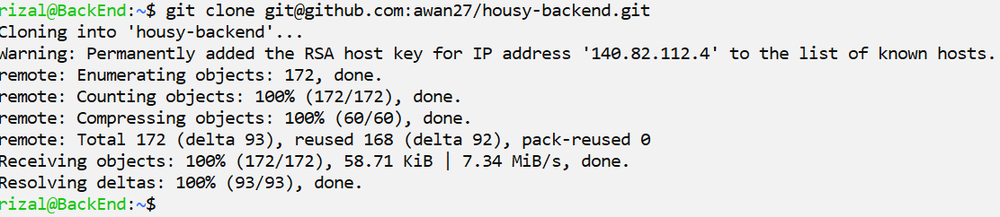 rizal@BackEnd:~$ git clone git@github.com:awan27/housy-backend.git
Cloning into 'housy-backend'...
Warning: Permanently added the RSA host key for IP address '140.82.112.4' to the list of known hosts.
remote: Enumerating objects: 172, done.
remote: Counting objects: 100% (172/172), done.
remote: Compressing objects: 100% (60/60), done.
remote: Total 172 (delta 93), reused 168 (delta 92), pack-reused 0
Receiving objects: 100% (172/172), 58.71 KiB | 7.34 MiB/s, done.
Resolving deltas: 100% (93/93), done.
rizal@BackEnd:~$